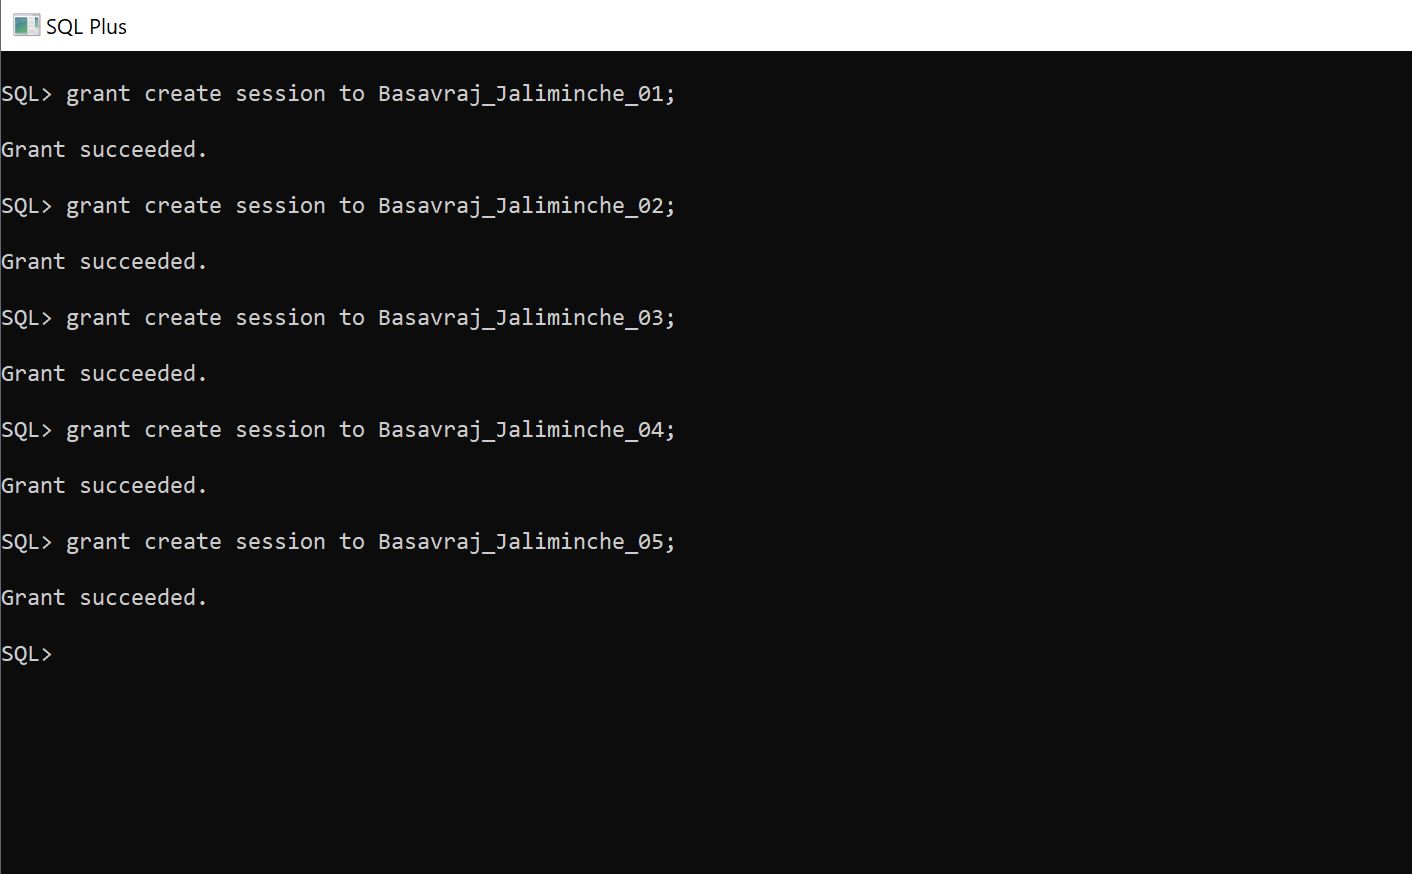 SQL Plus
SQL> grant create session to Basavraj_Jaliminche_01;
Grant succeeded.
SQL> grant create session to Basavraj_Jaliminche_02;
Grant succeeded.
SQL> grant create session to Basavraj_Jaliminche_03;
Grant succeeded.
SQL> grant create session to Basavraj_Jaliminche_04;
Grant succeeded.
SQL> grant create session to Basavraj_Jaliminche_05;
Grant succeeded.
SQL>